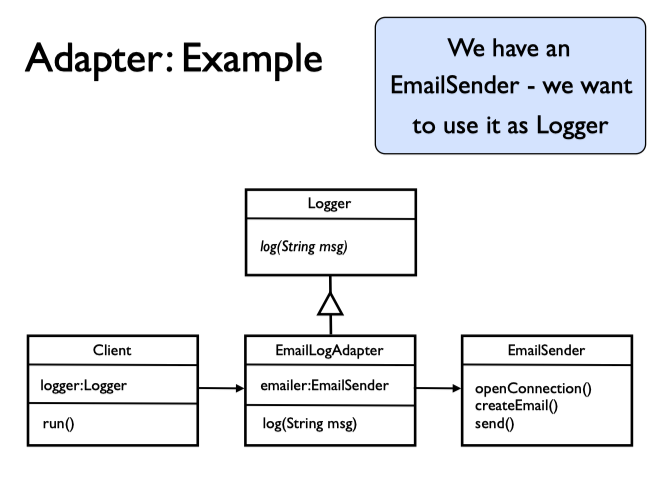 Adapter: Example
We have an
EmailSender - we want
to use it as Logger
Logger
log(String msg)
Client
logger:Logger
run()
EmailLogAdapter
emailer:EmailSender
log(String msg)
EmailSender
openConnection()
createEmail()
send()